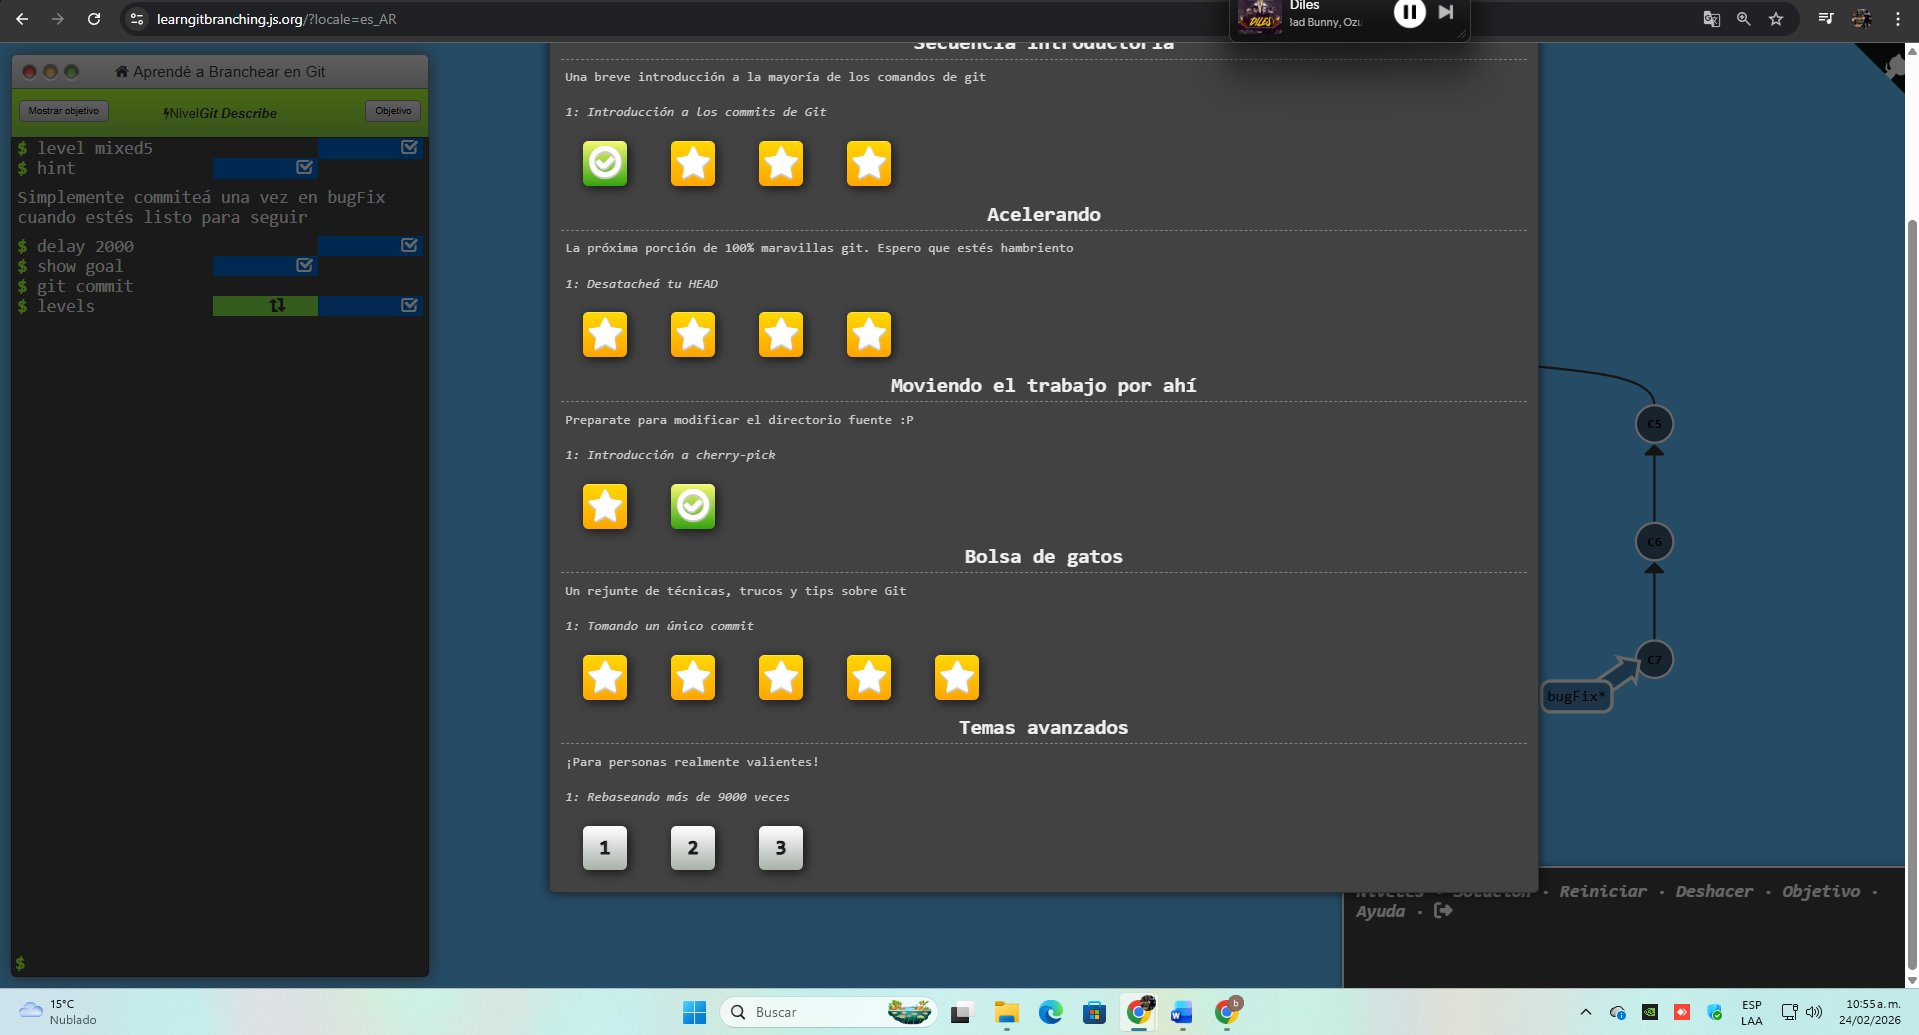 learngitbranching.js.org/?locale=es_AR
Diles
Bad Bunny, Ozu
Aprendé a Branchear en Git
Mostrar objetivo
Nivel Git Describe
Objetivo
$ level mixed5
$ hint
Simplemente commiteá una vez en bugFix
cuando estés listo para seguir
$ delay 2000
$ show goal
$ git commit
$ levels
$
Secuencia introductoria
Una breve introducción a la mayoría de los comandos de git
1: Introducción a los commits de Git
Acelerando
La próxima porción de 100% maravillas git. Espero que estés hambriento
1: Desatacheá tu HEAD
Moviendo el trabajo por ahí
Preparate para modificar el directorio fuente :P
1: Introducción a cherry-pick
Bolsa de gatos
Un rejunte de técnicas, trucos y tips sobre Git
1: Tomando un único commit
Temas avanzados
¡Para personas realmente valientes!
1: Rebaseando más de 9000 veces
1
2
3
C5
C6
C7
bugFix*
Niveles · Solución · Reiniciar · Deshacer · Objetivo ·
Ayuda ·
15°C
Nublado
Buscar
b
ESP
LAA
10:55 a. m.
24/02/2026